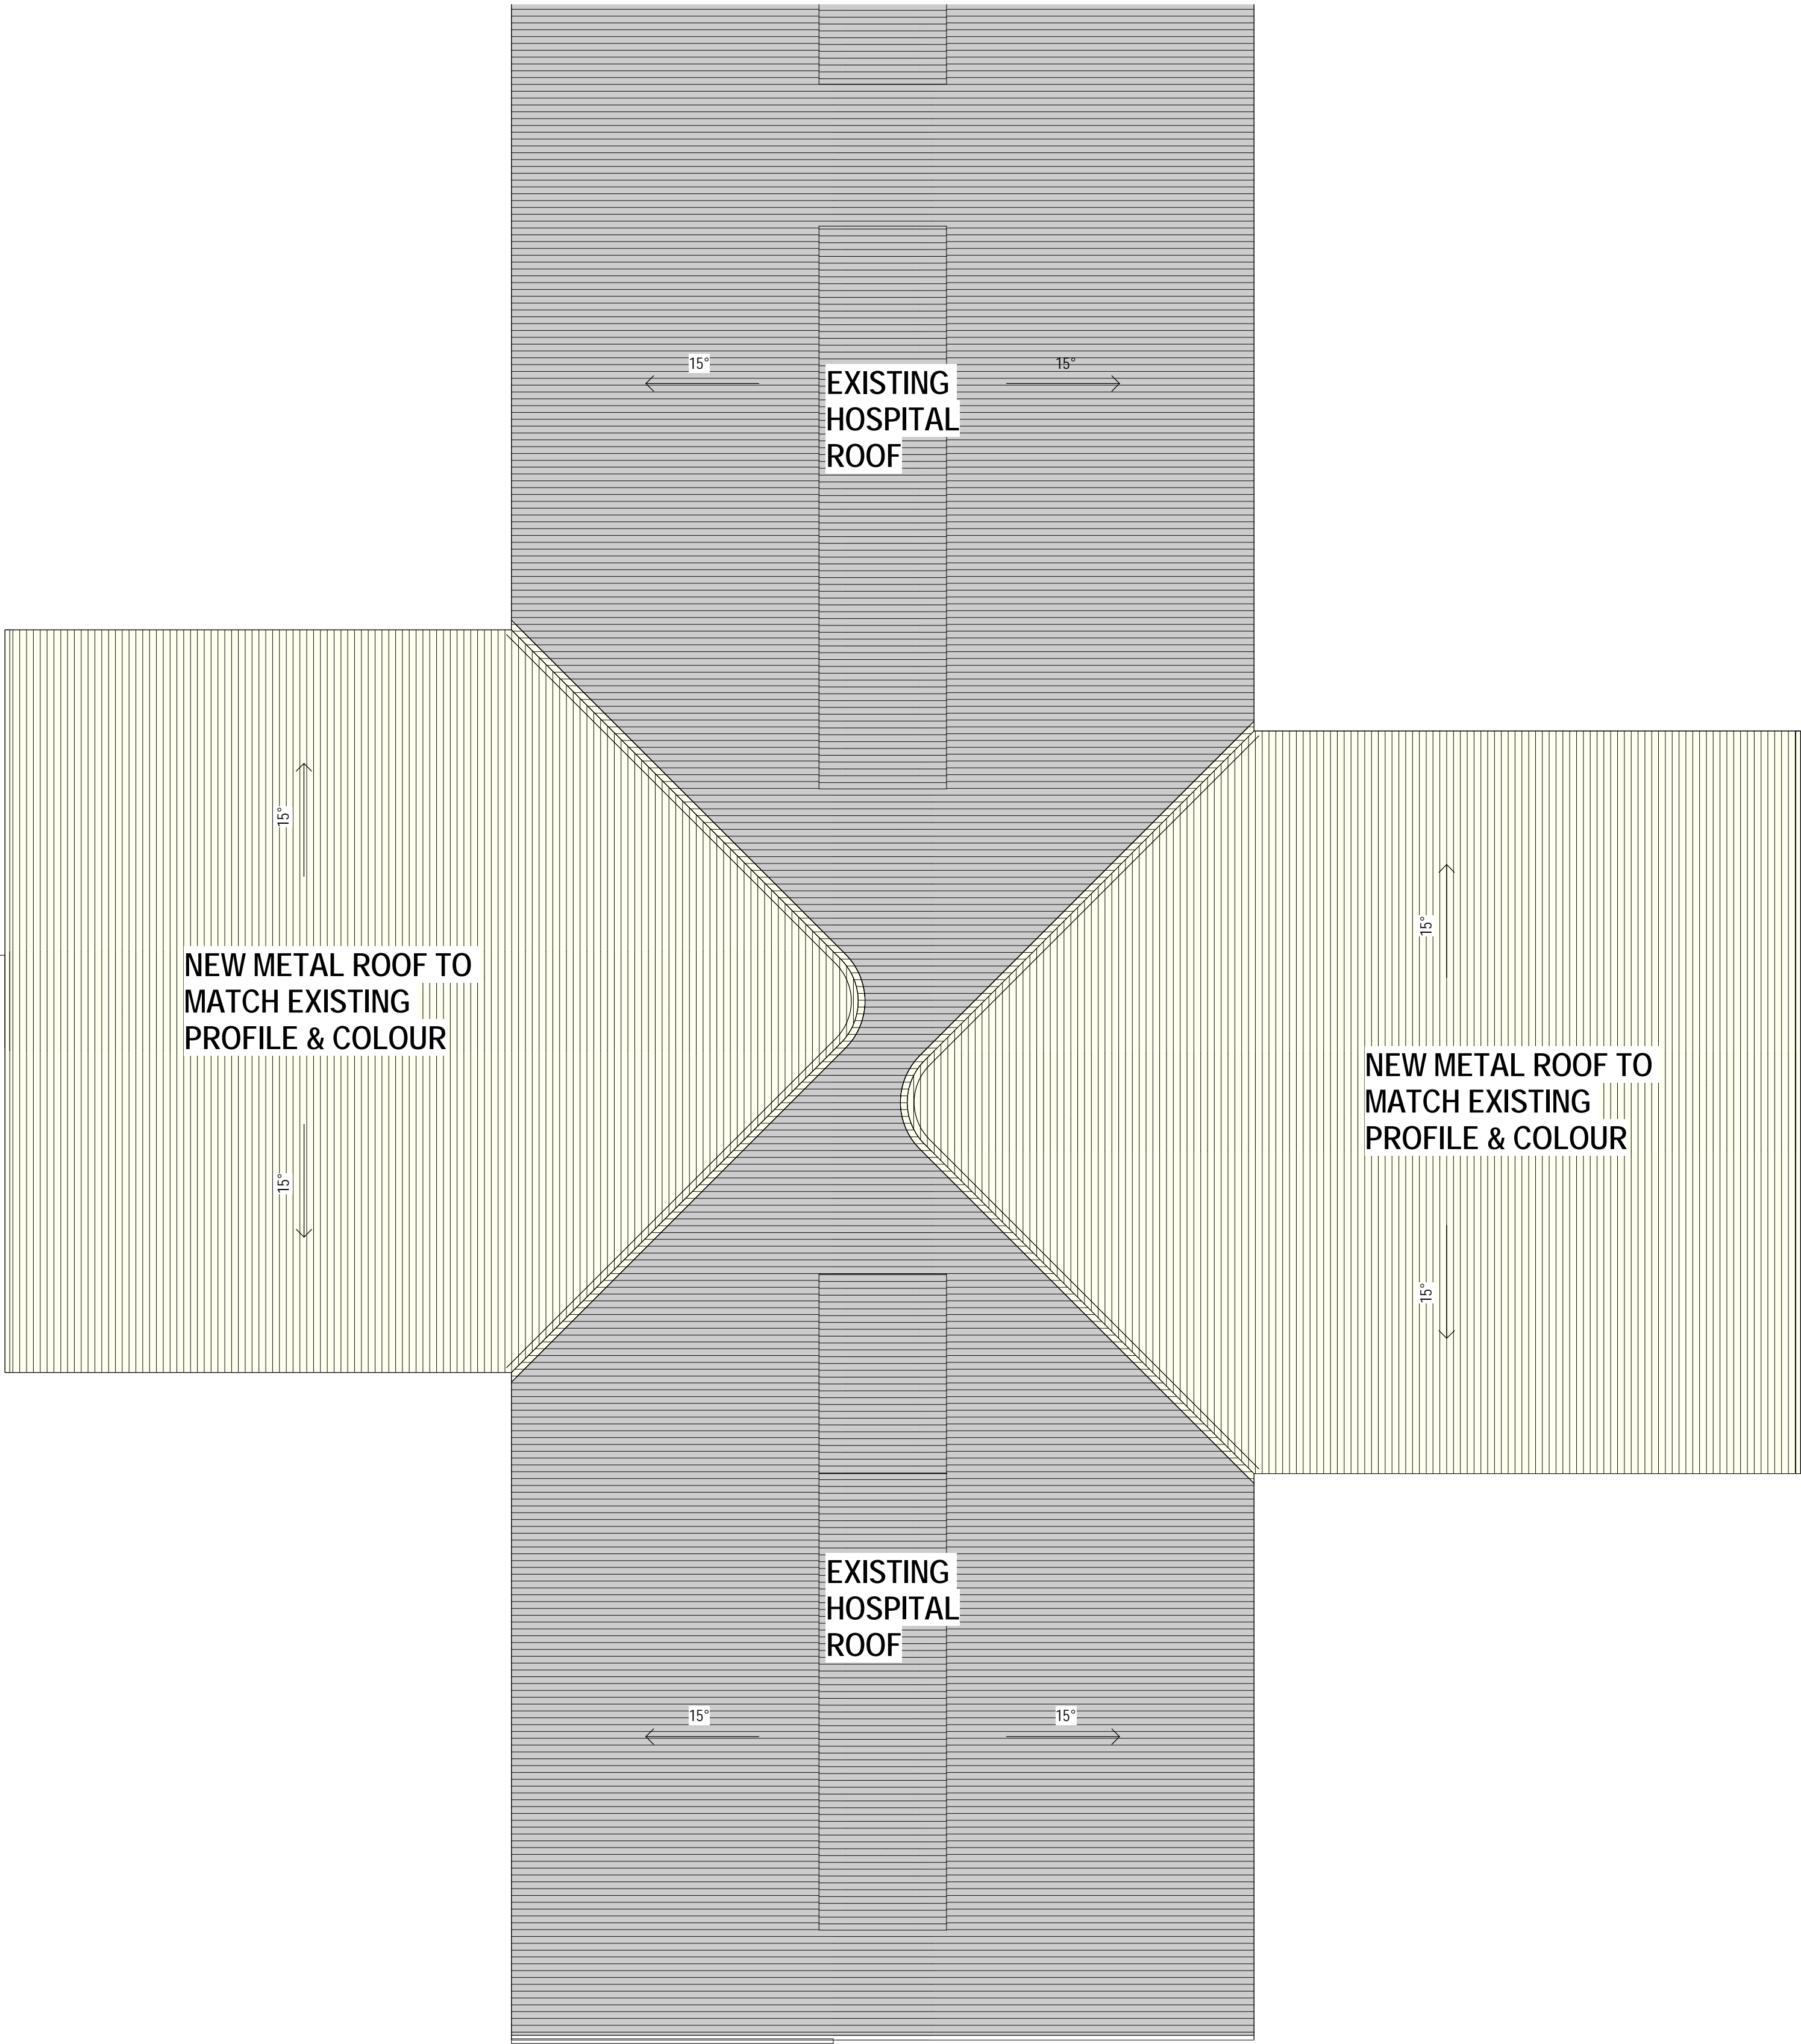 15°
15°
EXISTING
HOSPITAL
ROOF
15°
15°
NEW METAL ROOF TO
MATCH EXISTING
PROFILE & COLOUR
NEW METAL ROOF TO
MATCH EXISTING
PROFILE & COLOUR
15°
15°
EXISTING
HOSPITAL
ROOF
15°
15°